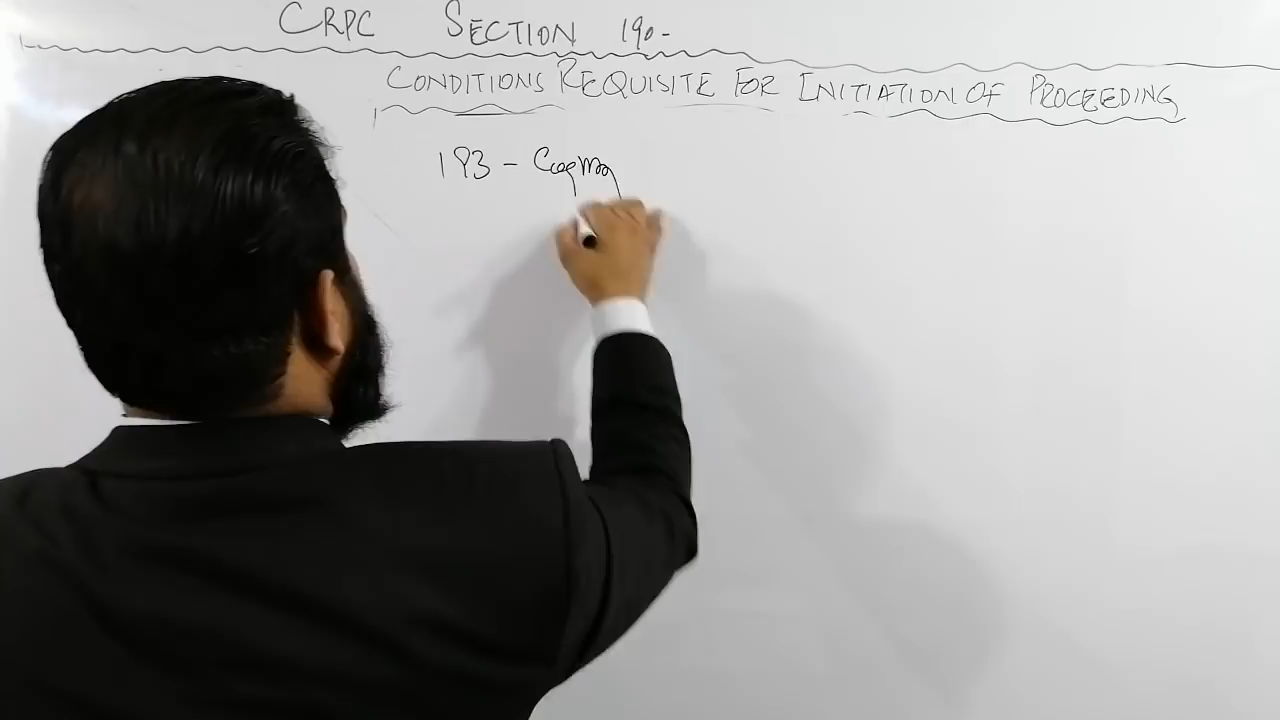 CRPC SECTION 190-
CONDITIONS REQUISITE FOR INITIATION OF PROCEEDING
193 -